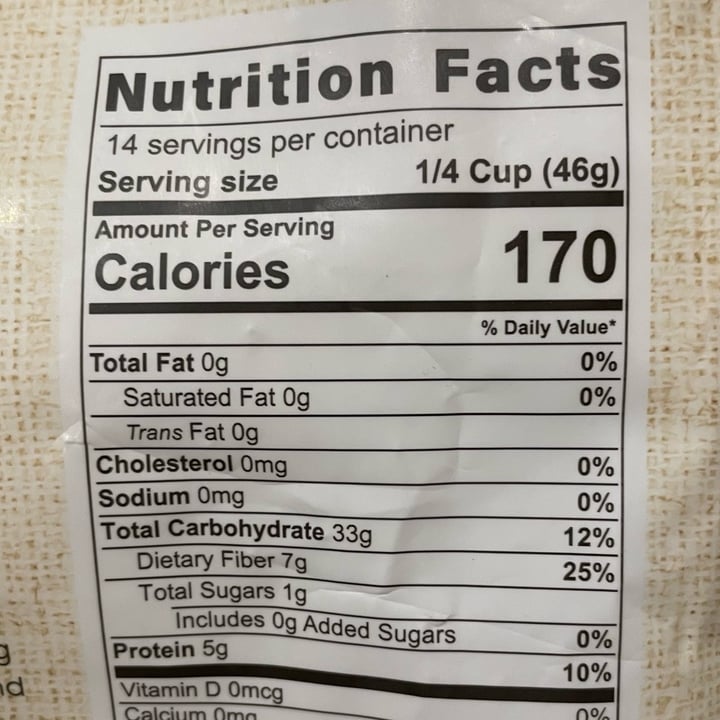 Nutrition Facts
14 servings per container
Serving size 1/4 Cup (46g)
Amount Per Serving
Calories 170
% Daily Value*
Total Fat 0g 0%
Saturated Fat 0g 0%
Trans Fat 0g
Cholesterol 0mg 0%
Sodium 0mg 0%
Total Carbohydrate 33g 12%
Dietary Fiber 7g 25%
Total Sugars 1g
Includes 0g Added Sugars 0%
Protein 5g 10%
Vitamin D 0mcg
Calcium 0mg 0%